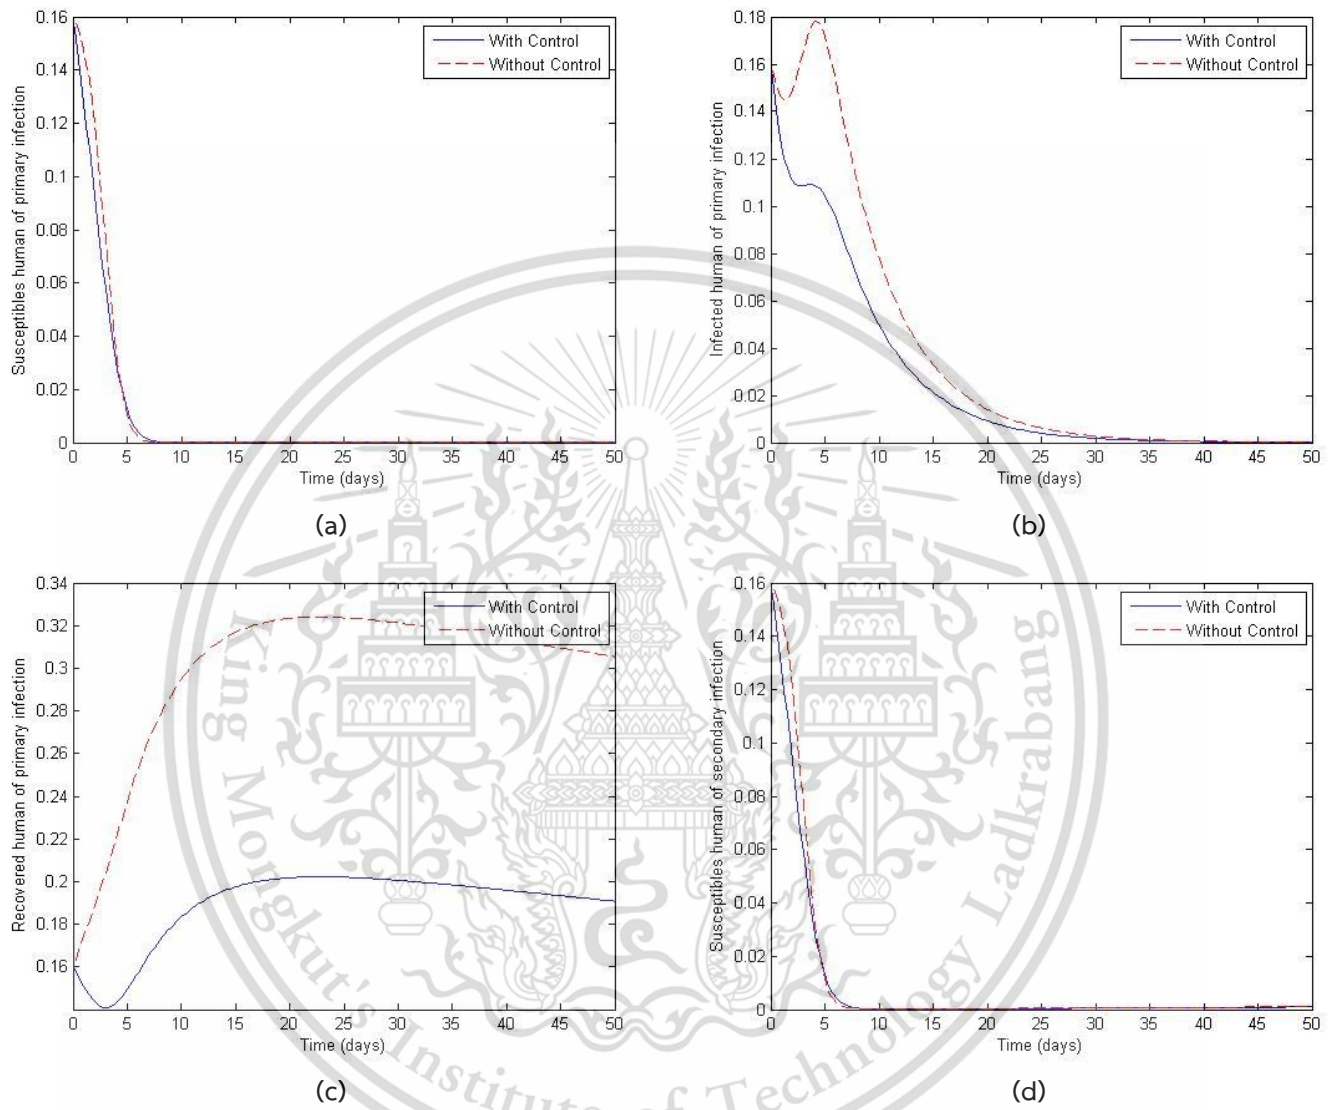 0.16
0.14
0.12
0.1
0.08
0.06
0.04
0.02
0
Susceptibles human of primary infection
With Control
Without Control
0 5 10 15 20 25 30 35 40 45 50
Time (days)
(a)
0.18
0.16
0.14
0.12
0.1
0.08
0.06
0.04
0.02
0
Infected human of primary infection
With Control
Without Control
0 5 10 15 20 25 30 35 40 45 50
Time (days)
(b)
0.34
0.32
0.3
0.28
0.26
0.24
0.22
0.2
0.18
0.16
Recovered human of primary infection
With Control
Without Control
0 5 10 15 20 25 30 35 40 45 50
Time (days)
(c)
0.16
0.14
0.12
0.1
0.08
0.06
0.04
0.02
0
Susceptibles human of secondary infection
With Control
Without Control
0 5 10 15 20 25 30 35 40 45 50
Time (days)
(d)
King Mongkut's Institute of Technology Ladkrabang